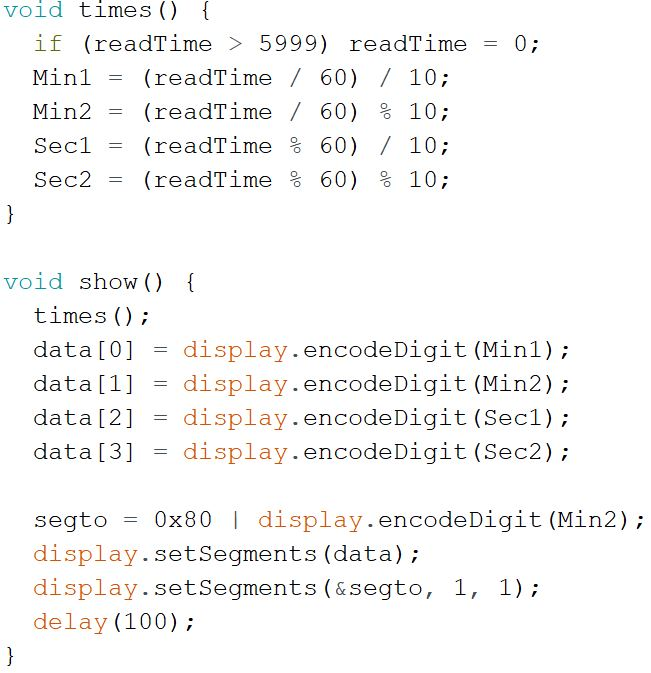 void times() {
  if (readTime > 5999) readTime = 0;
  Min1 = (readTime / 60) / 10;
  Min2 = (readTime / 60) % 10;
  Sec1 = (readTime % 60) / 10;
  Sec2 = (readTime % 60) % 10;
}

void show() {
  times();
  data[0] = display.encodeDigit(Min1);
  data[1] = display.encodeDigit(Min2);
  data[2] = display.encodeDigit(Sec1);
  data[3] = display.encodeDigit(Sec2);

  segto = 0x80 | display.encodeDigit(Min2);
  display.setSegments(data);
  display.setSegments(&segto, 1, 1);
  delay(100);
}